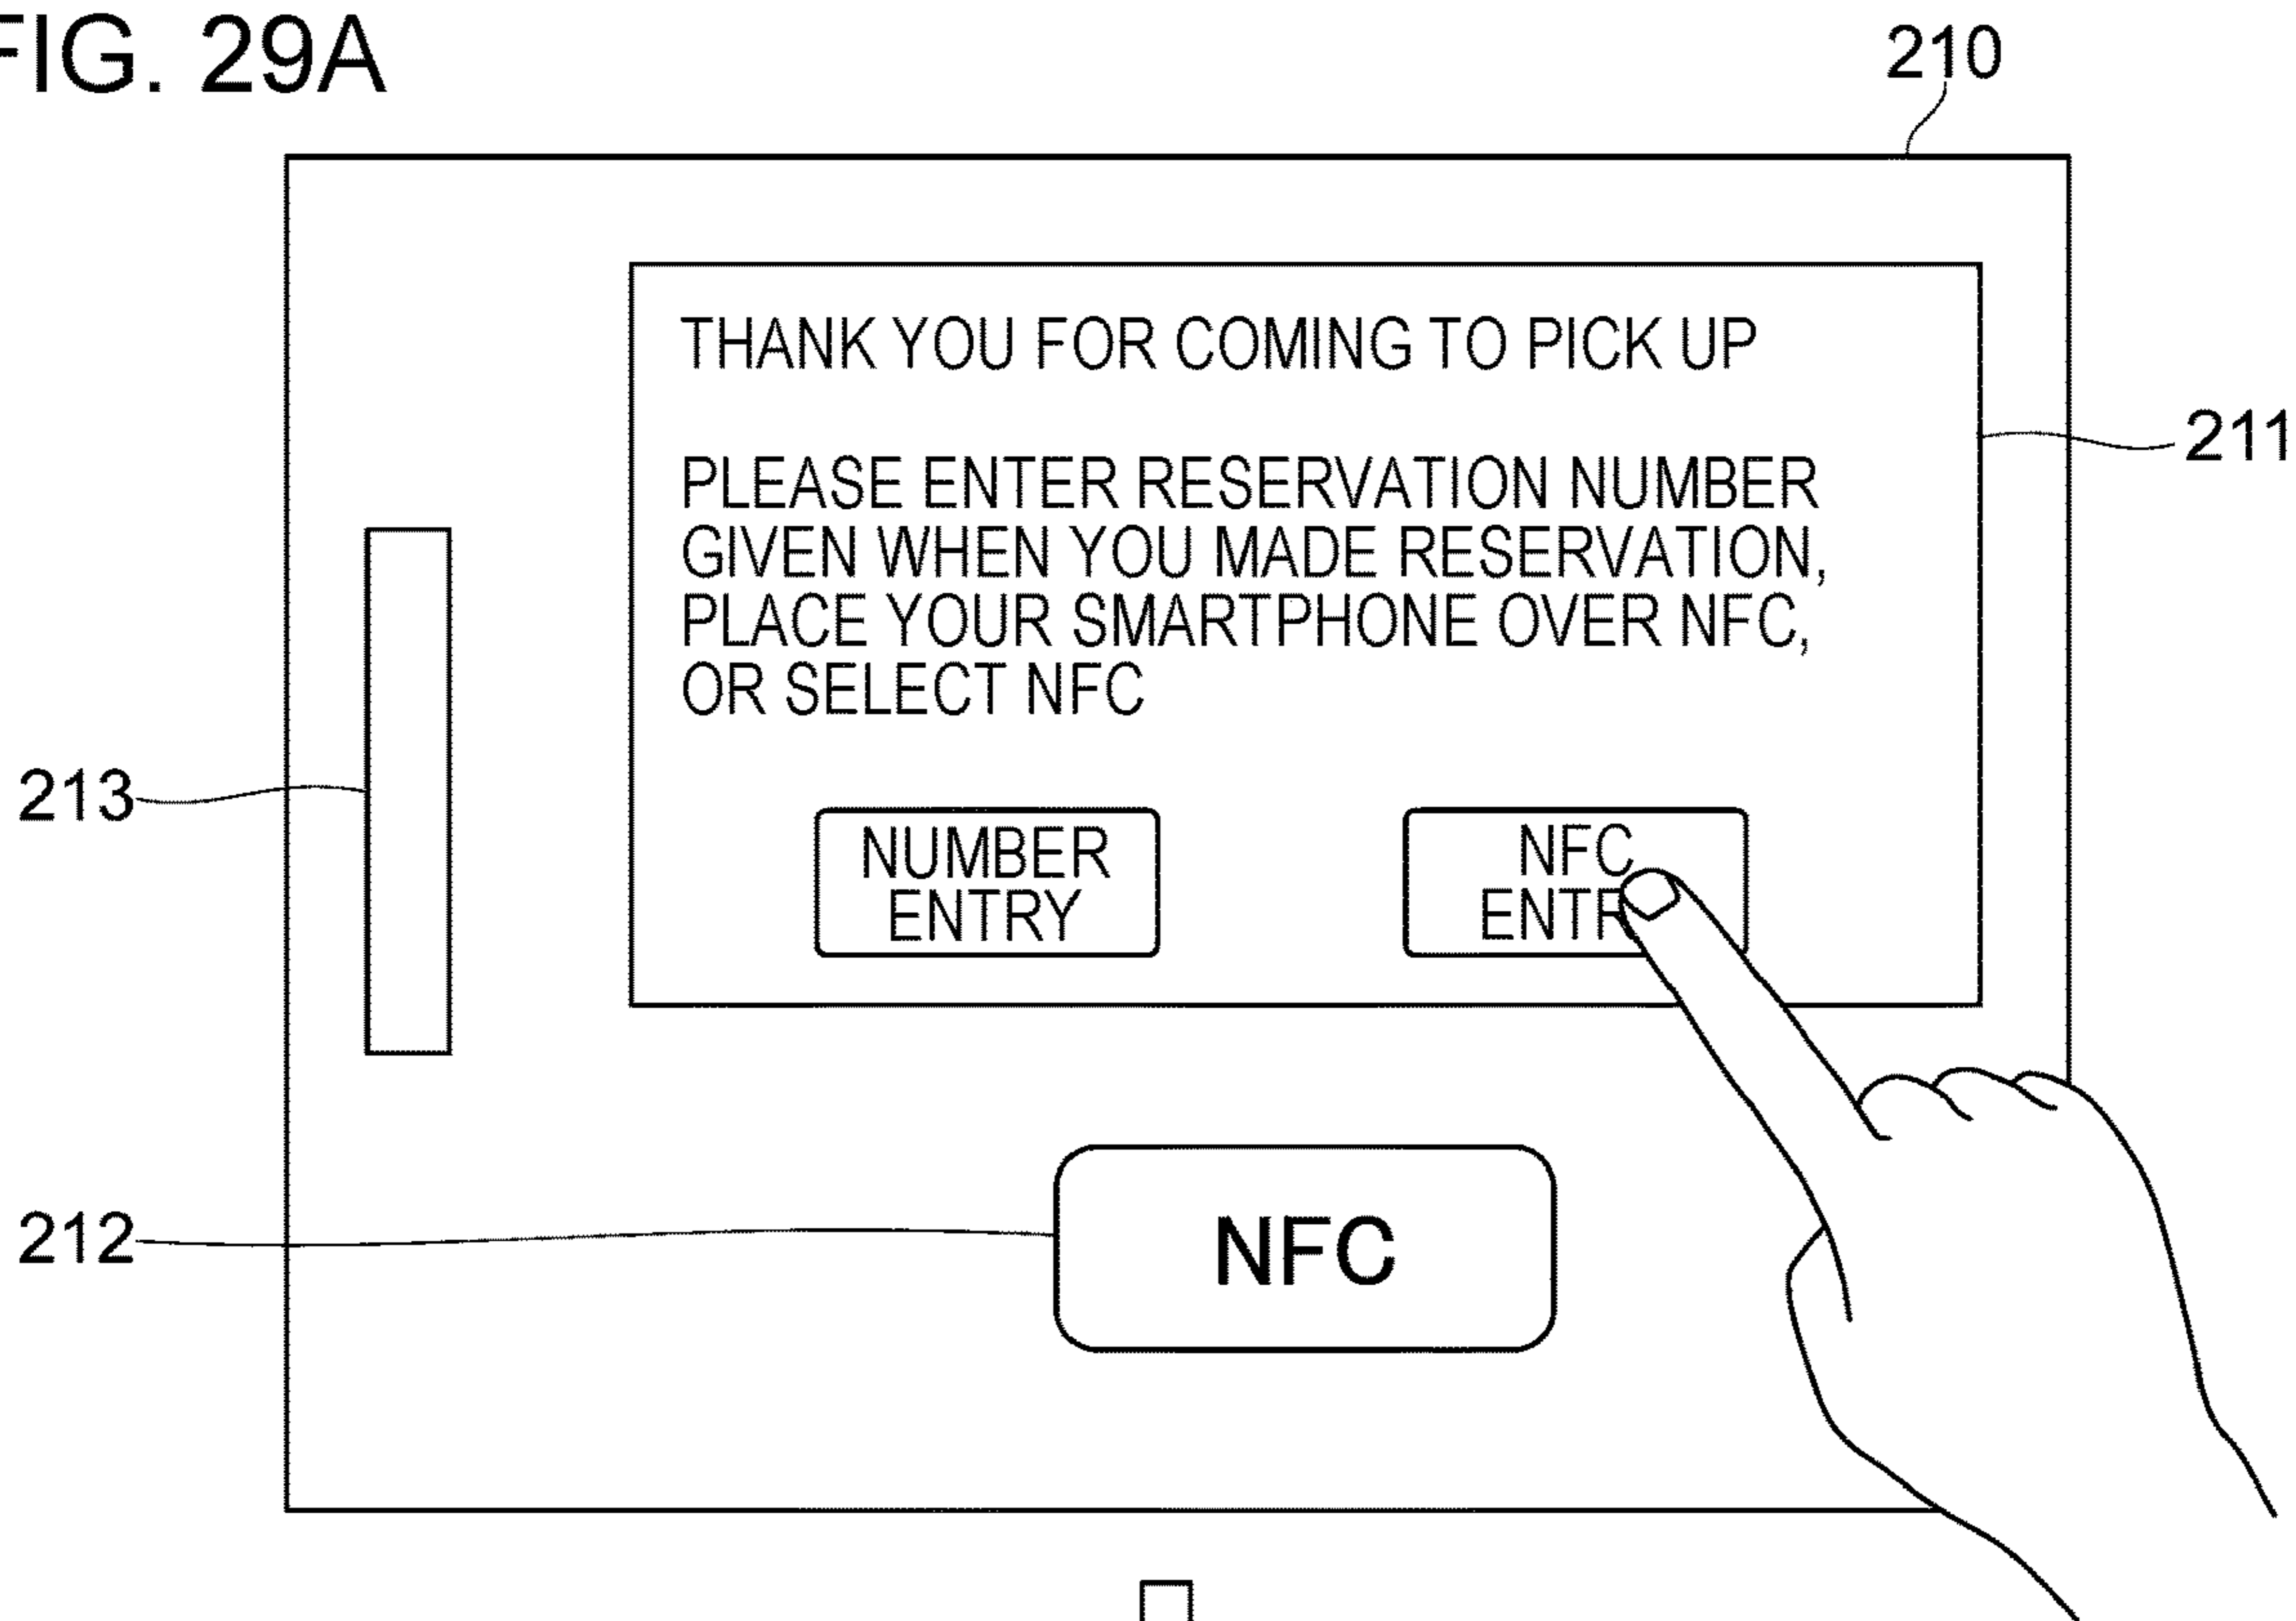 FIG. 29A
210
THANK YOU FOR COMING TO PICK UP
211
PLEASE ENTER RESERVATION NUMBER
GIVEN WHEN YOU MADE RESERVATION,
PLACE YOUR SMARTPHONE OVER NFC,
OR SELECT NFC
213
NUMBER
ENTRY
NFC
ENTR
212
NFC